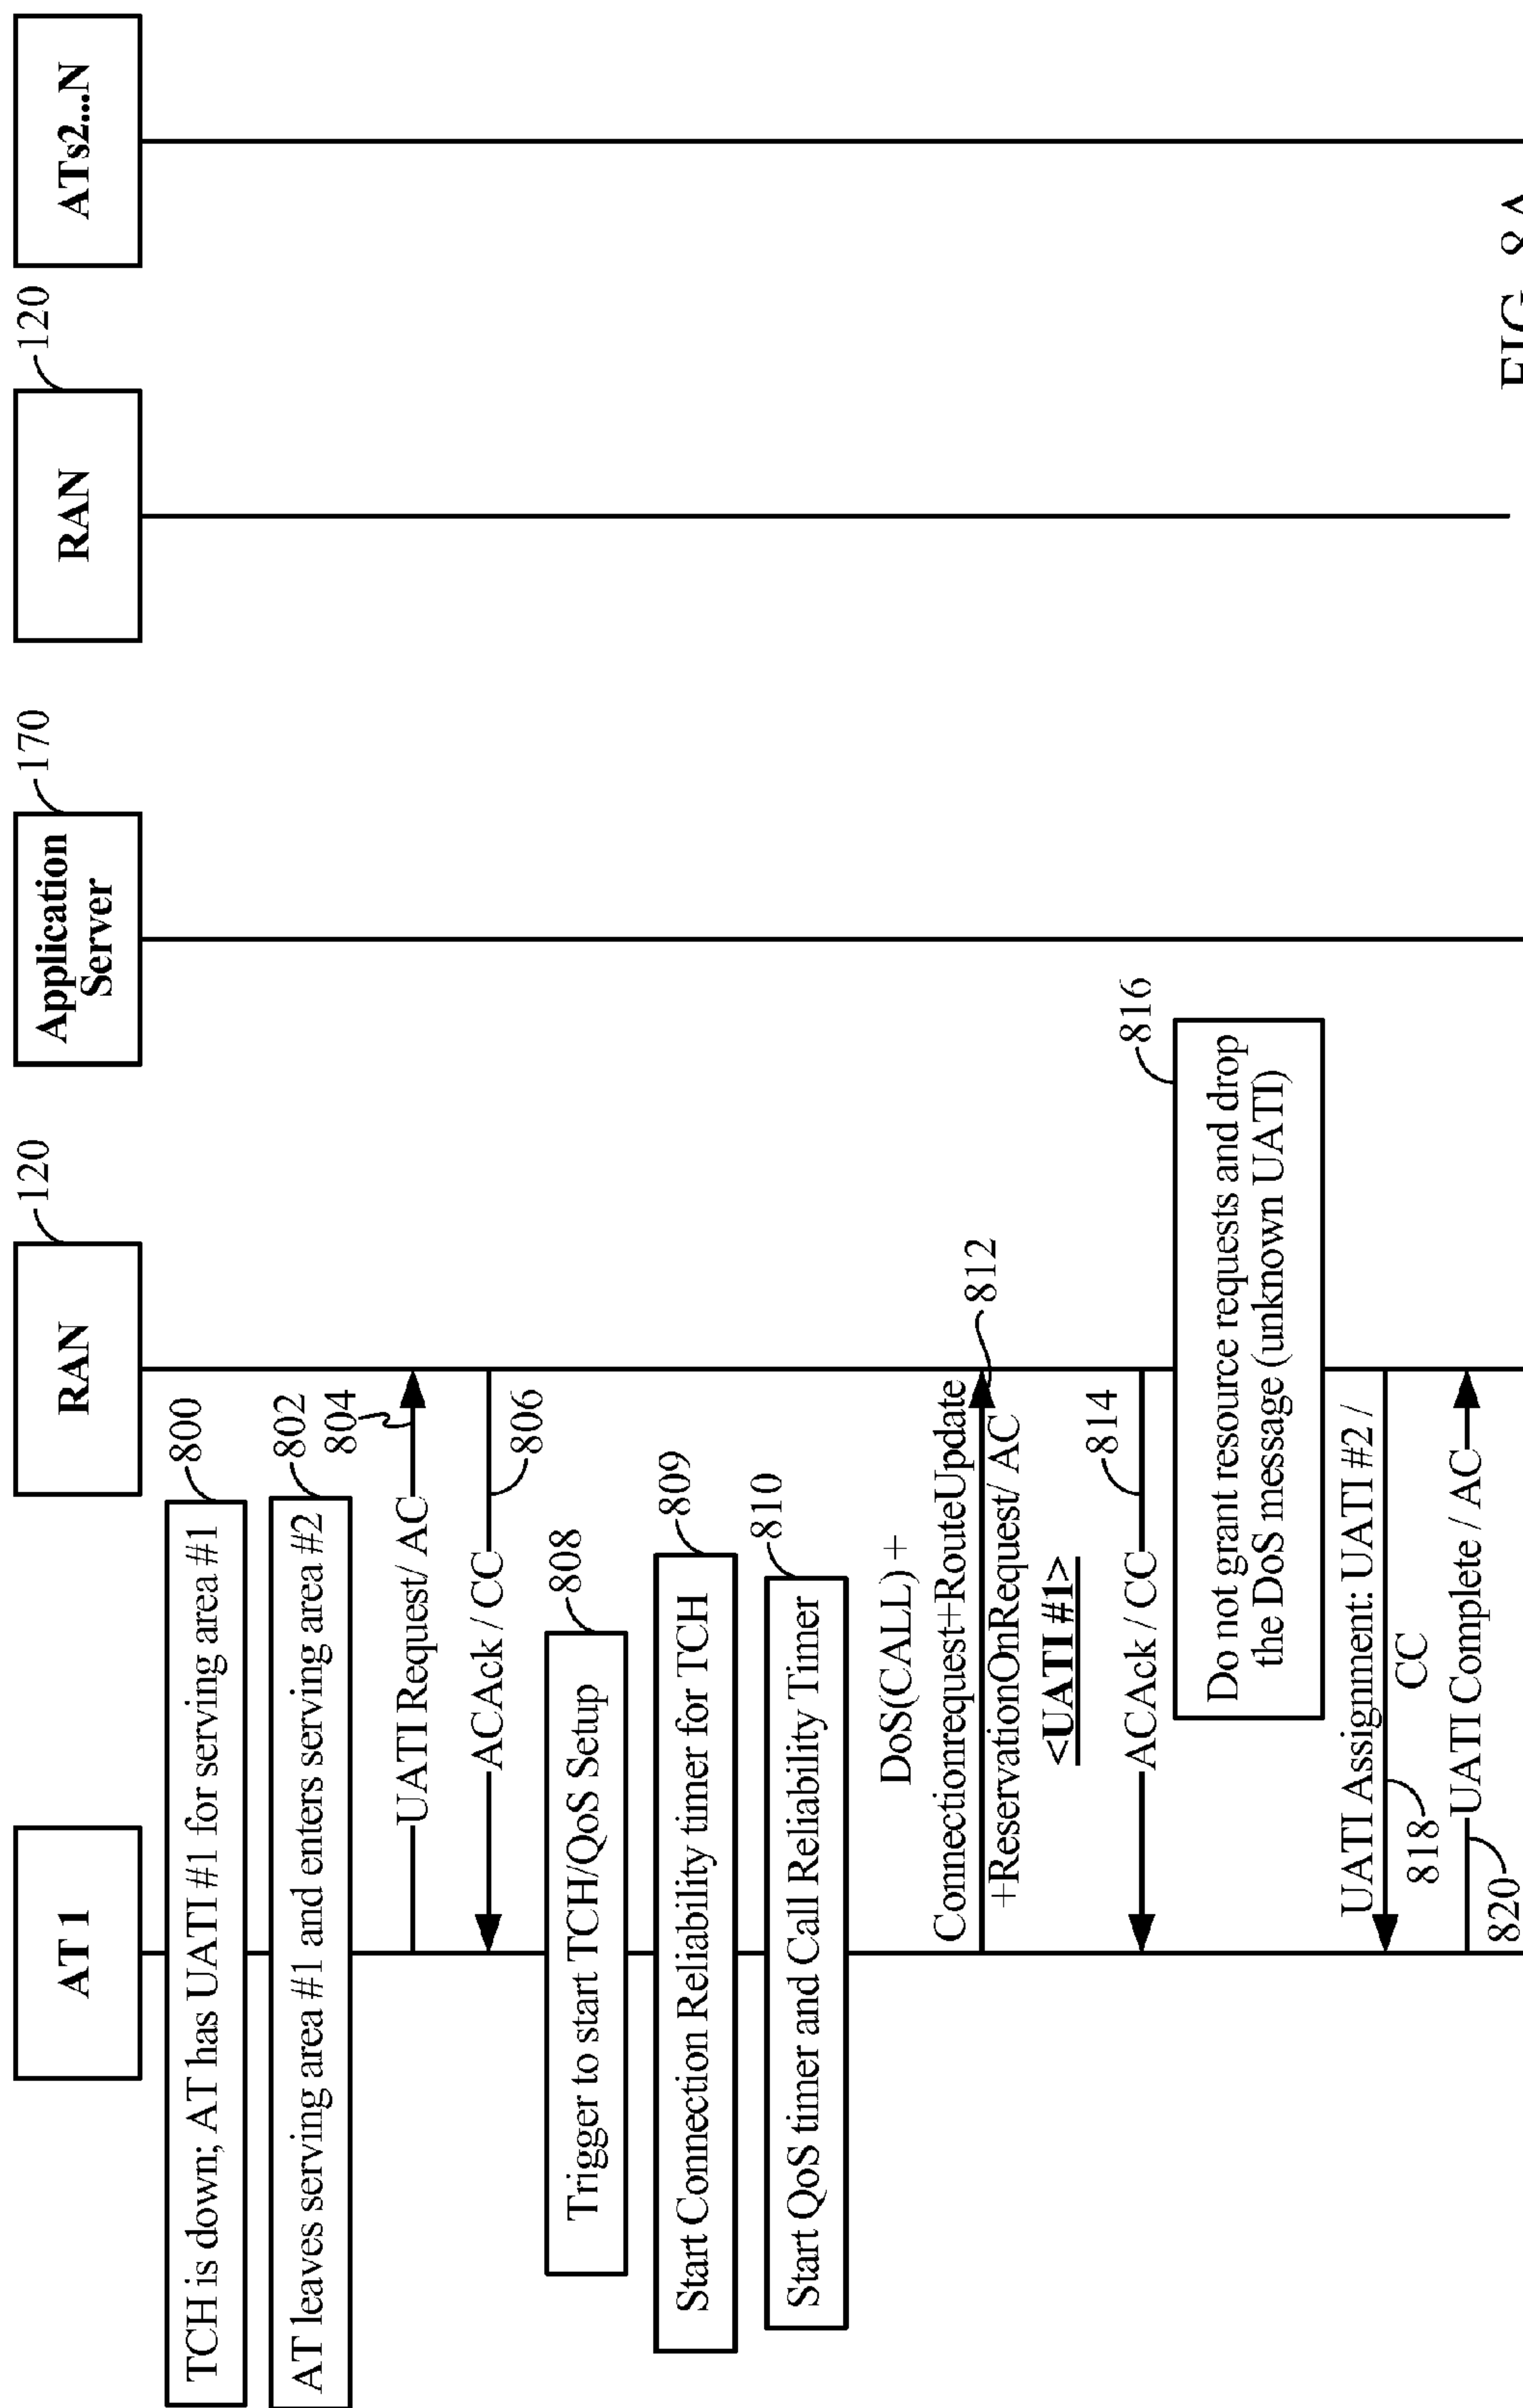 AT 1
RAN
120
Application
Server
170
RAN
120
ATs2...N
TCH is down; AT has UATI #1 for serving area #1
800
AT leaves serving area #1 and enters serving area #2
802
804
UATI Request/ AC
ACAck / CC
806
Trigger to start TCH/QoS Setup
808
Start Connection Reliability timer for TCH
809
Start QoS timer and Call Reliability Timer
810
DoS(CALL) +
Connectionrequest+RouteUpdate
+ReservationOnRequest/ AC
<UATI #1>
812
ACAck / CC
814
816
Do not grant resource requests and drop
the DoS message (unknown UATI)
UATI Assignment: UATI #2 /
CC
818
UATI Complete / AC
820
FIG. 8A